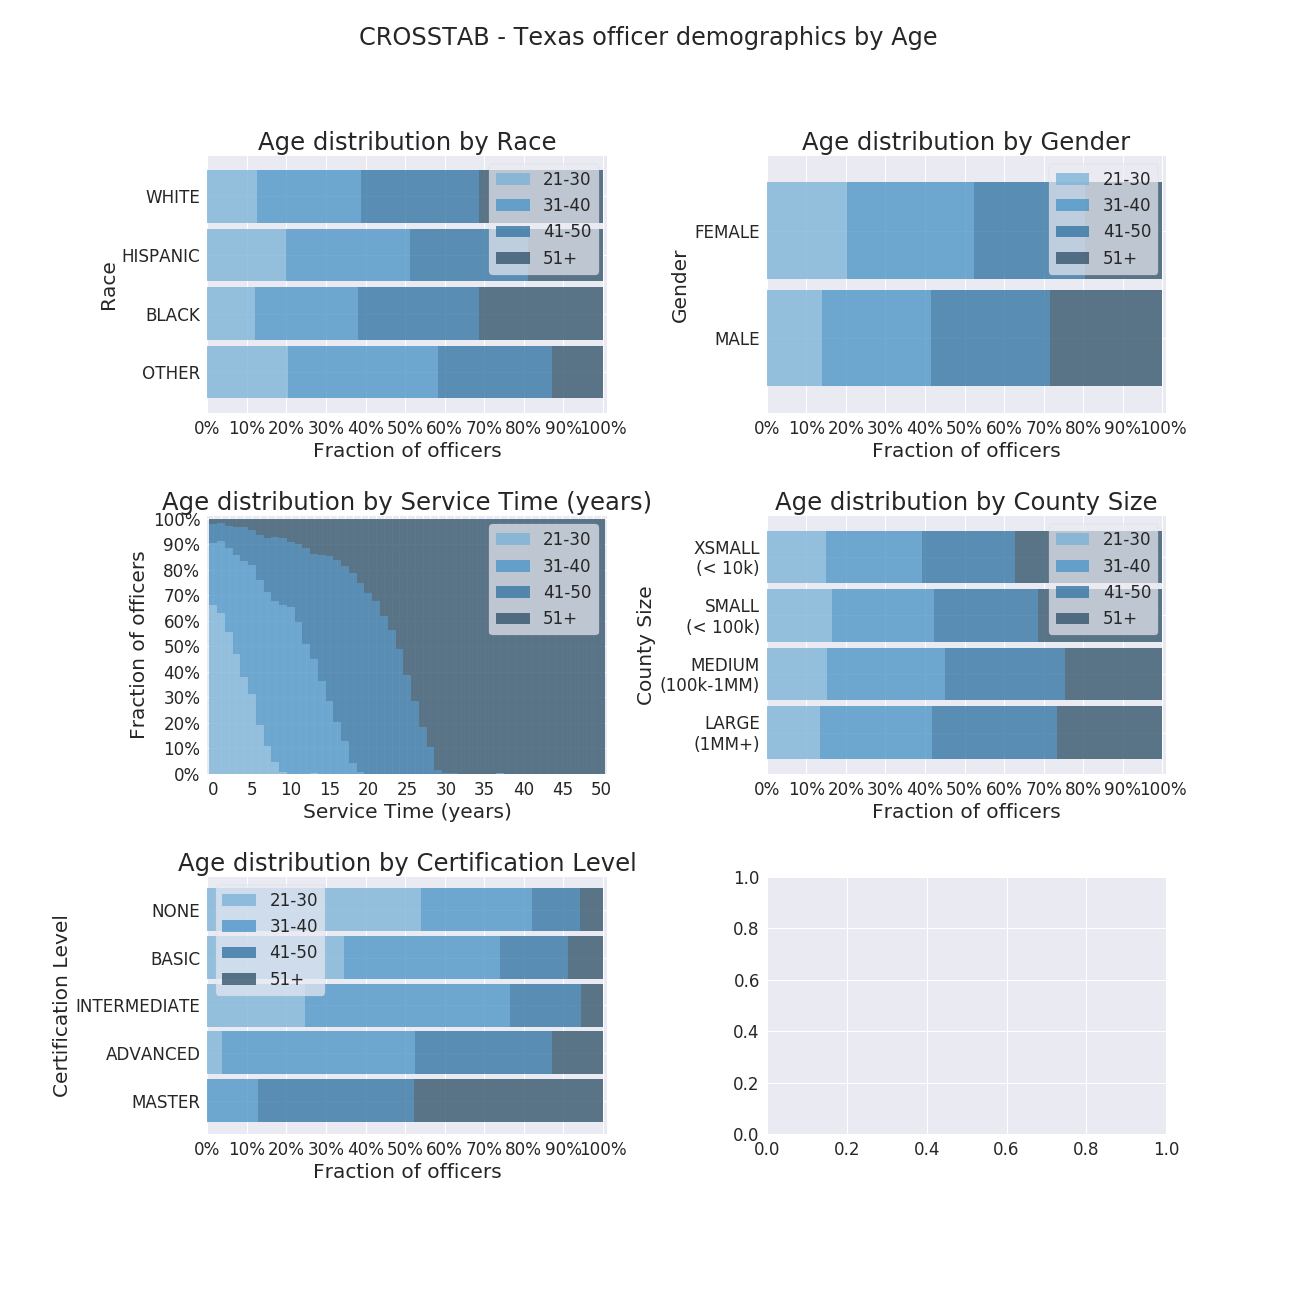 CROSSTAB - Texas officer demographics by Age
Age distribution by Race
21-30
31-40
41-50
51+
WHITE
HISPANIC
BLACK
OTHER
Race
0% 10% 20% 30% 40% 50% 60% 70% 80% 90% 100%
Fraction of officers
Age distribution by Gender
21-30
31-40
41-50
51+
FEMALE
MALE
Gender
0% 10% 20% 30% 40% 50% 60% 70% 80% 90% 100%
Fraction of officers
Age distribution by Service Time (years)
21-30
31-40
41-50
51+
100%
90%
80%
70%
60%
50%
40%
30%
20%
10%
0%
Fraction of officers
0 5 10 15 20 25 30 35 40 45 50
Service Time (years)
Age distribution by County Size
21-30
31-40
41-50
51+
XSMALL
(< 10k)
SMALL
(< 100k)
MEDIUM
(100k-1MM)
LARGE
(1MM+)
County Size
0% 10% 20% 30% 40% 50% 60% 70% 80% 90% 100%
Fraction of officers
Age distribution by Certification Level
21-30
31-40
41-50
51+
NONE
BASIC
INTERMEDIATE
ADVANCED
MASTER
Certification Level
0% 10% 20% 30% 40% 50% 60% 70% 80% 90% 100%
Fraction of officers
1.0
0.8
0.6
0.4
0.2
0.0
0.0 0.2 0.4 0.6 0.8 1.0